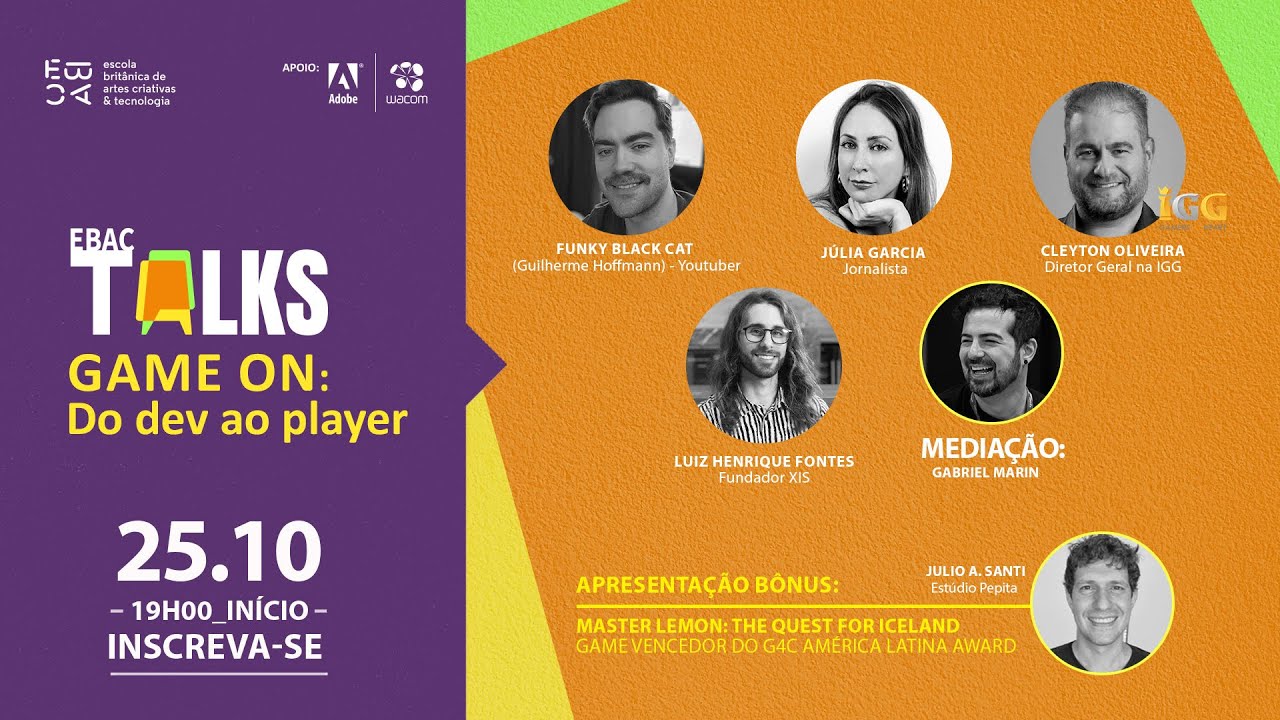 EBAC
escola
britânica de
artes criativas
& tecnologia
APOIO:
Adobe
wacom
EBAC
TALKS
GAME ON:
Do dev ao player
25.10
– 19H00_INÍCIO –
INSCREVA-SE
FUNKY BLACK CAT
(Guilherme Hoffmann) - Youtuber
JÚLIA GARCIA
Jornalista
IGG
CLEYTON OLIVEIRA
Diretor Geral na IGG
LUIZ HENRIQUE FONTES
Fundador XIS
MEDIAÇÃO:
GABRIEL MARIN
APRESENTAÇÃO BÔNUS:
JULIO A. SANTI
Estúdio Pepita
MASTER LEMON: THE QUEST FOR ICELAND
GAME VENCEDOR DO G4C AMÉRICA LATINA AWARD